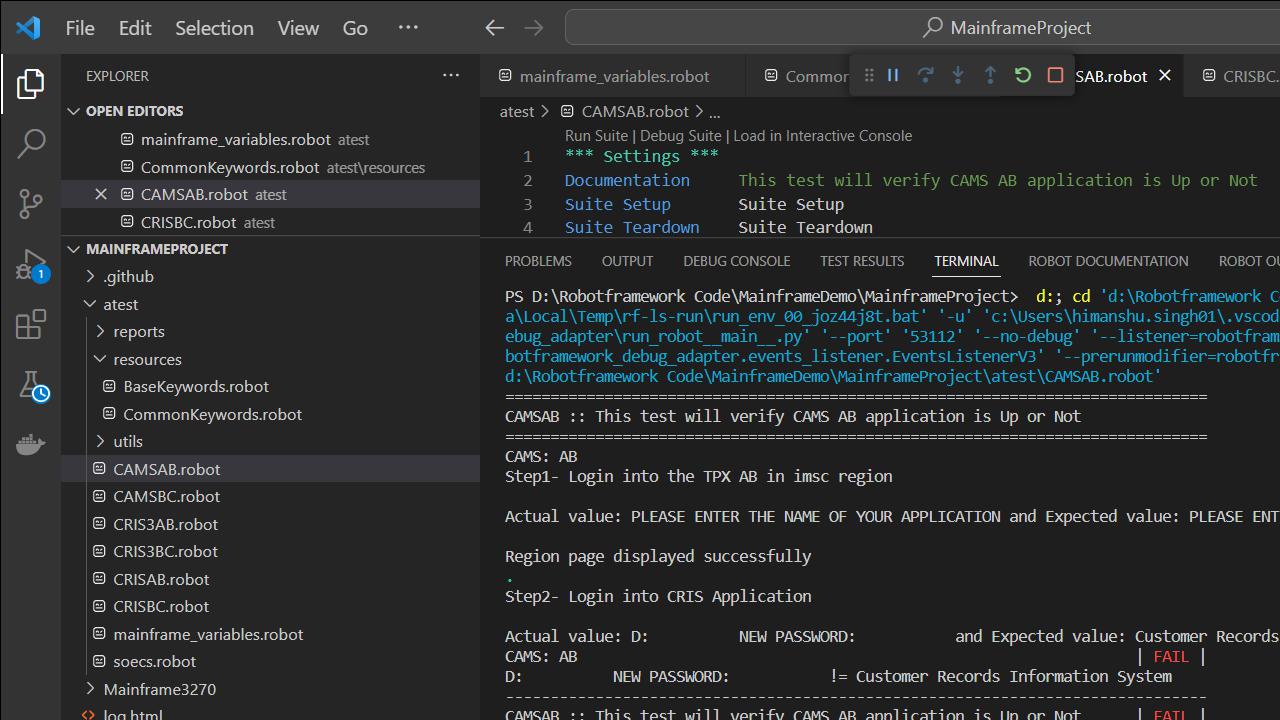 File Edit Selection View Go ...
MainframeProject
EXPLORER
OPEN EDITORS
mainframe_variables.robot atest
CommonKeywords.robot atest\resources
CAMSAB.robot atest
CRISBC.robot atest
MAINFRAMEPROJECT
.github
atest
reports
resources
BaseKeywords.robot
CommonKeywords.robot
utils
CAMSAB.robot
CAMSBC.robot
CRIS3AB.robot
CRIS3BC.robot
CRISAB.robot
CRISBC.robot
mainframe_variables.robot
soecs.robot
Mainframe3270
log.html
1
mainframe_variables.robot Common SAB.robot CRISBC.
atest > CAMSAB.robot > ...
Run Suite | Debug Suite | Load in Interactive Console
1 *** Settings ***
2 Documentation This test will verify CAMS AB application is Up or Not
3 Suite Setup Suite Setup
4 Suite Teardown Suite Teardown
PROBLEMS OUTPUT DEBUG CONSOLE TEST RESULTS TERMINAL ROBOT DOCUMENTATION ROBOT OU
PS D:\Robotframework Code\MainframeDemo\MainframeProject> d:; cd 'd:\Robotframework C
a\Local\Temp\rf-ls-run\run_env_00_joz44j8t.bat' '-u' 'c:\Users\himanshu.singh01\.vscod
ebug_adapter\run_robot__main__.py' '--port' '53112' '--no-debug' '--listener=robotfram
botframework_debug_adapter.events_listener.EventsListenerV3' '--prerunmodifier=robotfr
d:\Robotframework Code\MainframeDemo\MainframeProject\atest\CAMSAB.robot'
==============================================================================
CAMSAB :: This test will verify CAMS AB application is Up or Not
==============================================================================
CAMS: AB
Step1- Login into the TPX AB in imsc region
Actual value: PLEASE ENTER THE NAME OF YOUR APPLICATION and Expected value: PLEASE ENT
Region page displayed successfully
.
Step2- Login into CRIS Application
Actual value: D: NEW PASSWORD: and Expected value: Customer Records
CAMS: AB | FAIL |
D: NEW PASSWORD: != Customer Records Information System
------------------------------------------------------------------------------
CAMSAB :: This test will verify CAMS AB application is Up or Not | FAIL |